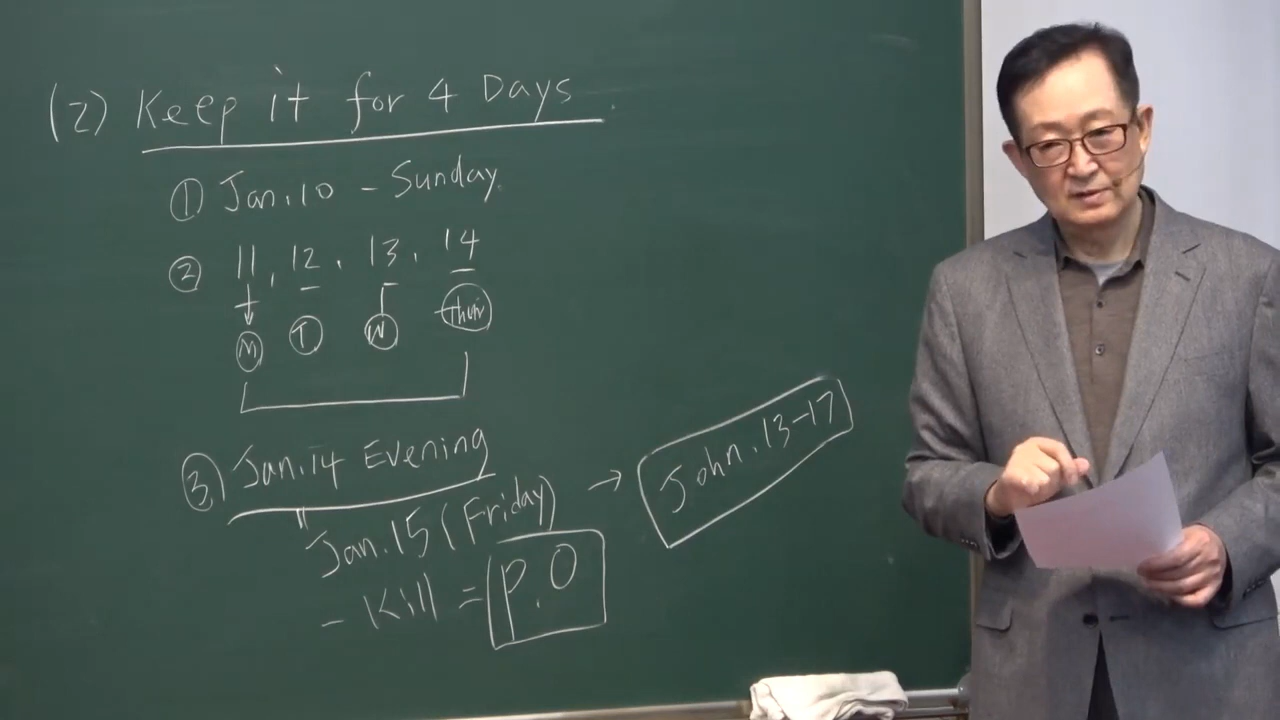 (2) Keep it for 4 Days
① Jan. 10 - Sunday
② 11, 12, 13, 14
M T W Thur
③ Jan. 14 Evening
Jan. 15 (Friday) → John. 13-17
- Kill = P.O